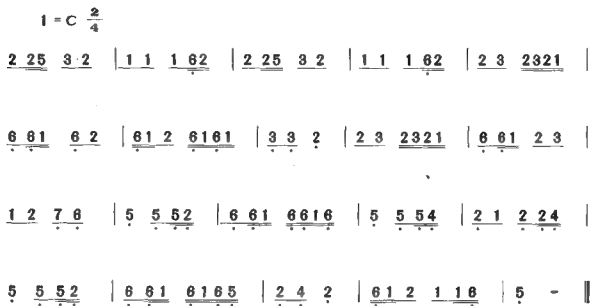 1 = C 2/4
2 25 3 2 | 1 1 1 62 | 2 25 3 2 | 1 1 1 62 | 2 3 2321 |
6 61 6 2 | 61 2 6161 | 3 3 2 | 2 3 2321 | 6 61 2 3 |
1 2 7 6 | 5 5 52 | 6 61 6616 | 5 5 54 | 2 1 2 24 |
5 5 52 | 6 61 6165 | 2 4 2 | 61 2 1 16 | 5 - ‖